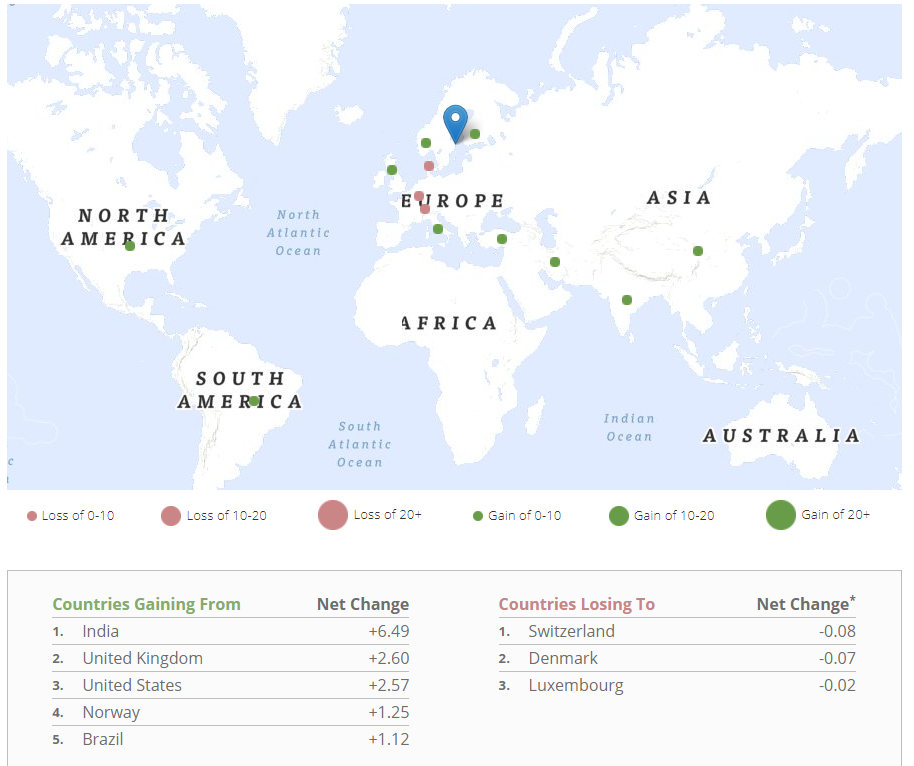 NORTH
AMERICA
North
Atlantic
Ocean
EUROPE
ASIA
AFRICA
SOUTH
AMERICA
South
Atlantic
Ocean
Indian
Ocean
AUSTRALIA
c
Loss of 0-10
Loss of 10-20
Loss of 20+
Gain of 0-10
Gain of 10-20
Gain of 20+
Countries Gaining From Net Change
1. India +6.49
2. United Kingdom +2.60
3. United States +2.57
4. Norway +1.25
5. Brazil +1.12
Countries Losing To Net Change*
1. Switzerland -0.08
2. Denmark -0.07
3. Luxembourg -0.02